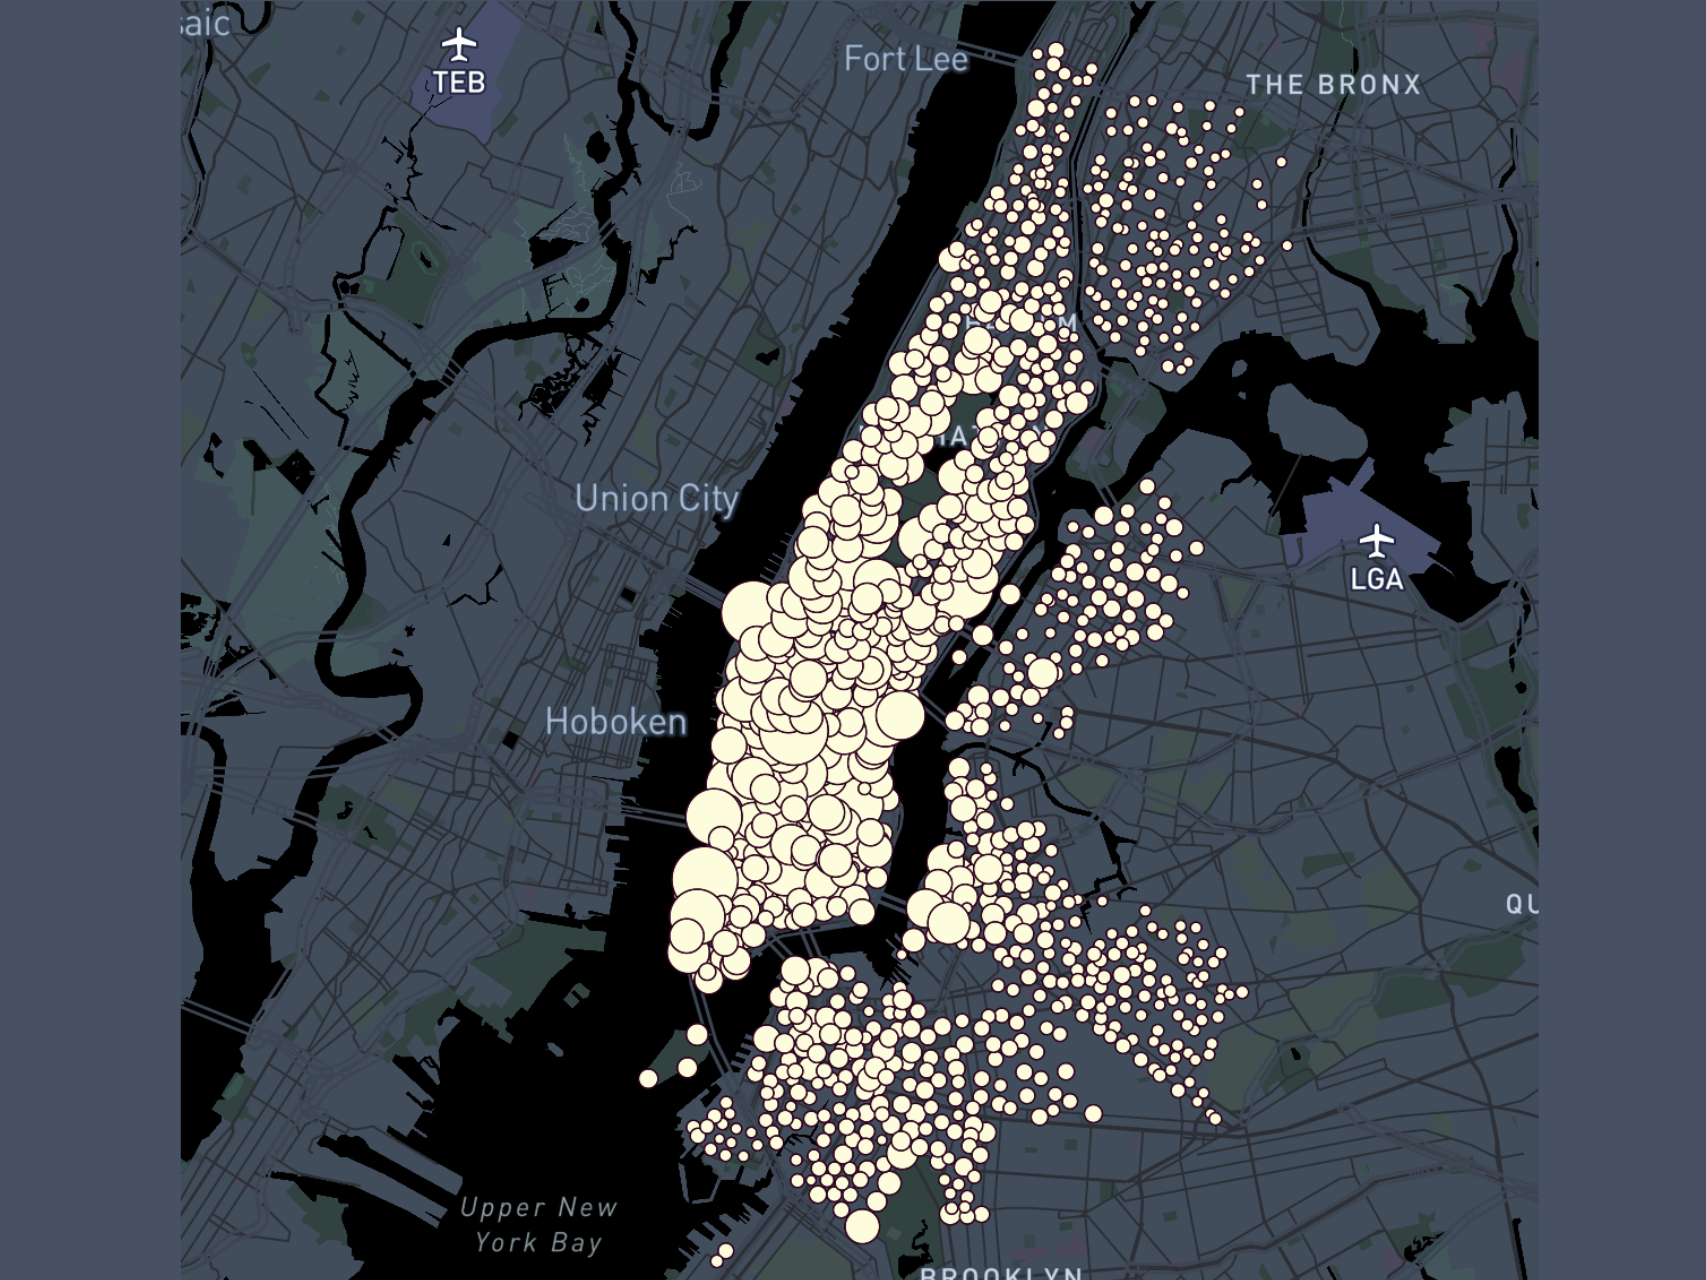 saic
TEB
Fort Lee
THE BRONX
Union City
LGA
Hoboken
QU
Upper New
York Bay
BROOKLYN